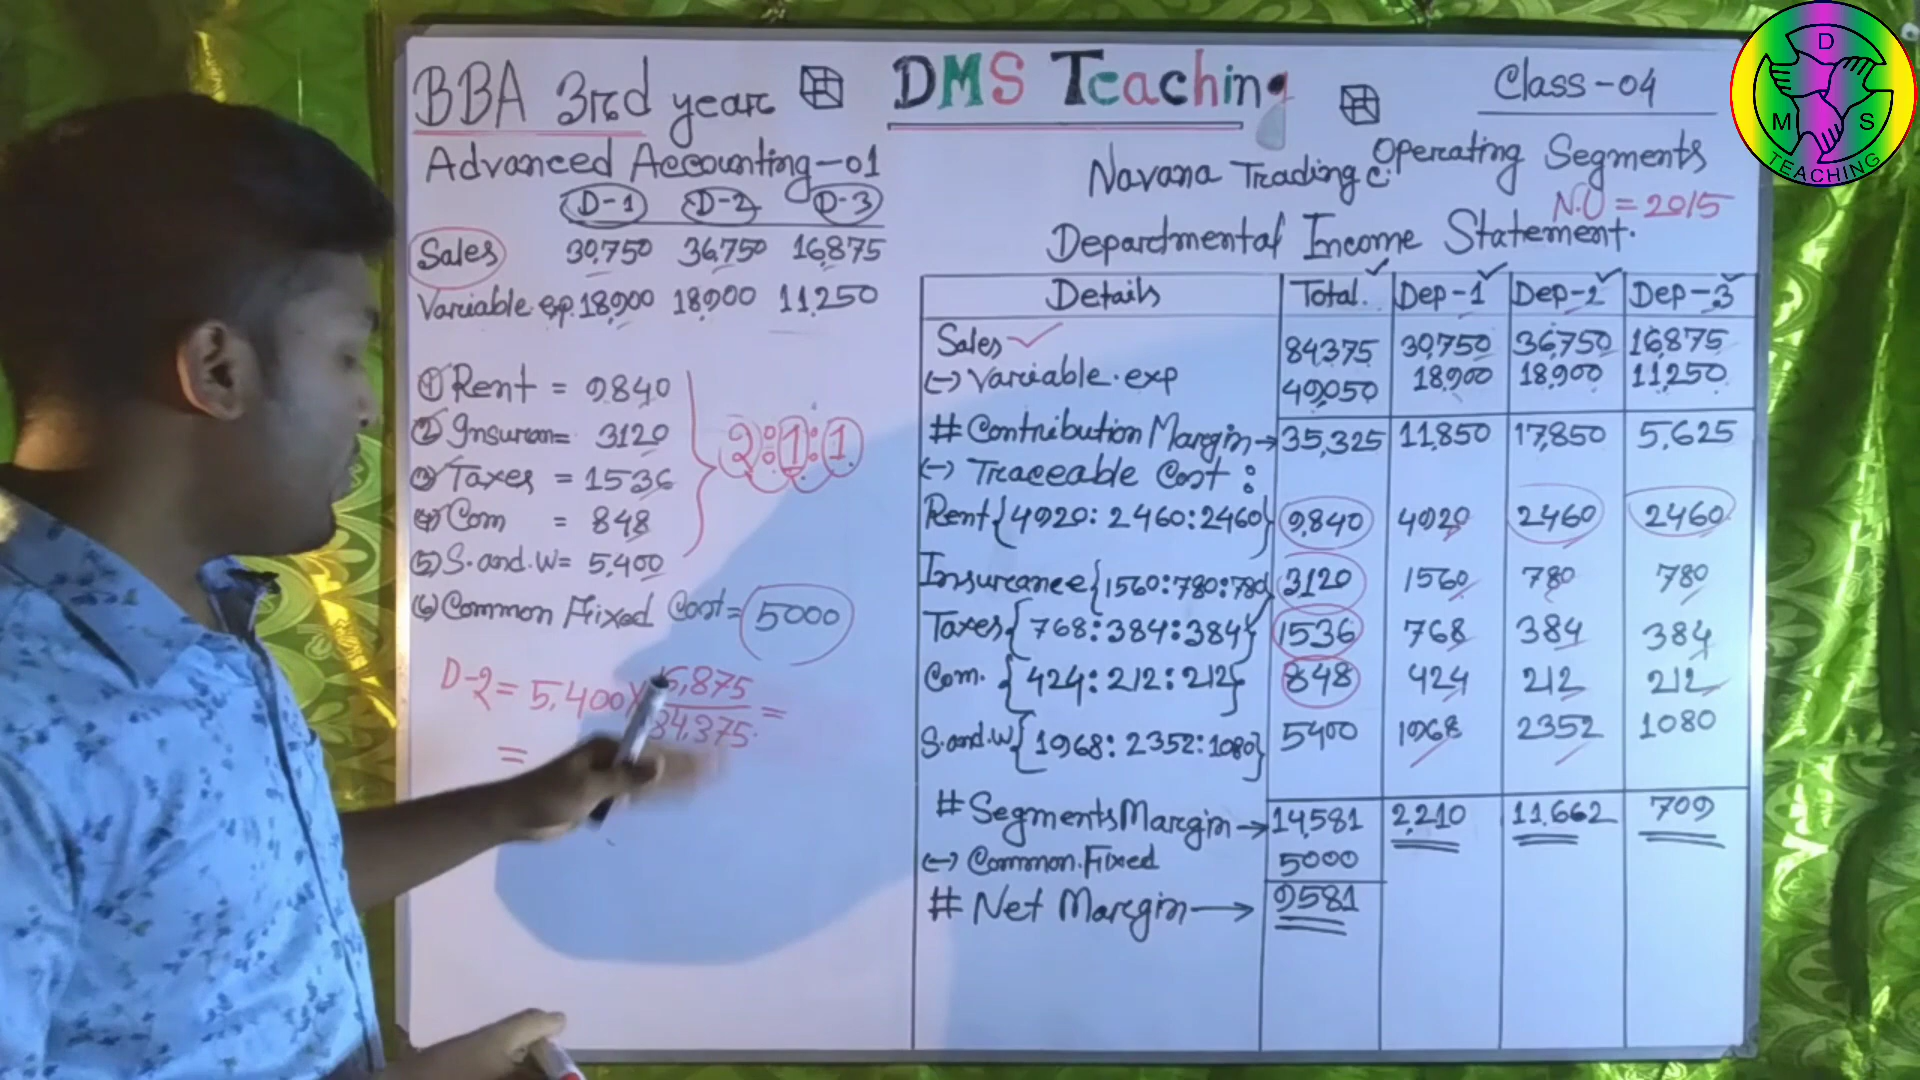 BBA 3rd year
DMS Teaching
Class-04
Advanced Accounting-01
Navana Trading C.
Operating Segments
N.U = 2015
Departmental Income Statement.
D-1 D-2 D-3
Sales 30,750 36,750 16,875
Variable exp. 18,900 18,900 11,250
① Rent = 9840
② Insuran= 3120
③ Taxes = 1536
④ Com = 848
⑤ S.and.W= 5,400
2:1:1
⑥ Common Fixed Cost= 5000
D-2 = 5,400×
84,375 =
=
Details Total. Dep-1 Dep-2 Dep-3
Sales 84,375 30,750 36,750 16,875
(-) Variable.exp 49,050 18,900 18,900 11,250
# Contribution Margin→ 35,325 11,850 17,850 5,625
(-) Traceable Cost :
Rent{4920: 2460:2460} 9,840 4920 2460 2460
Insurance{1560:780:780} 3120 1560 780 780
Taxes{768:384:384} 1536 768 384 384
Com. {424:212:212} 848 424 212 212
S.and.W{1968: 2352:1080} 5400 1968 2352 1080
# Segments Margin→ 14,581 2,210 11,662 709
(-) Common.Fixed 5000
# Net Margin→ 9581
D
M S
TEACHING